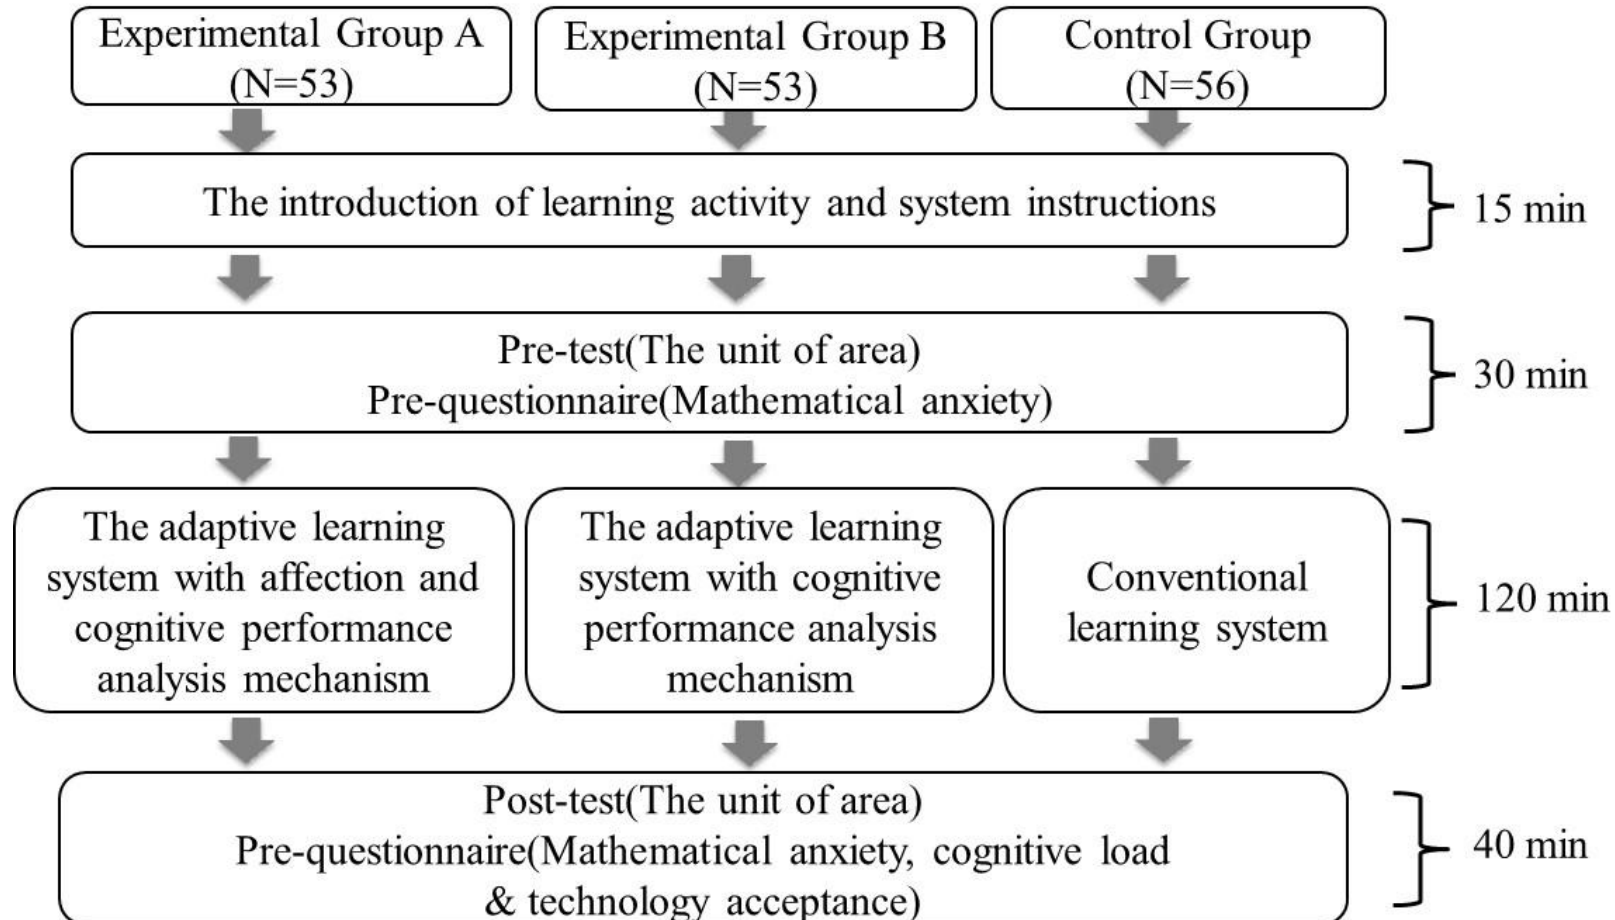 Experimental Group A
(N=53)
Experimental Group B
(N=53)
Control Group
(N=56)
The introduction of learning activity and system instructions
15 min
Pre-test(The unit of area)
Pre-questionnaire(Mathematical anxiety)
30 min
The adaptive learning
system with affection and
cognitive performance
analysis mechanism
The adaptive learning
system with cognitive
performance analysis
mechanism
Conventional
learning system
120 min
Post-test(The unit of area)
Pre-questionnaire(Mathematical anxiety, cognitive load
& technology acceptance)
40 min